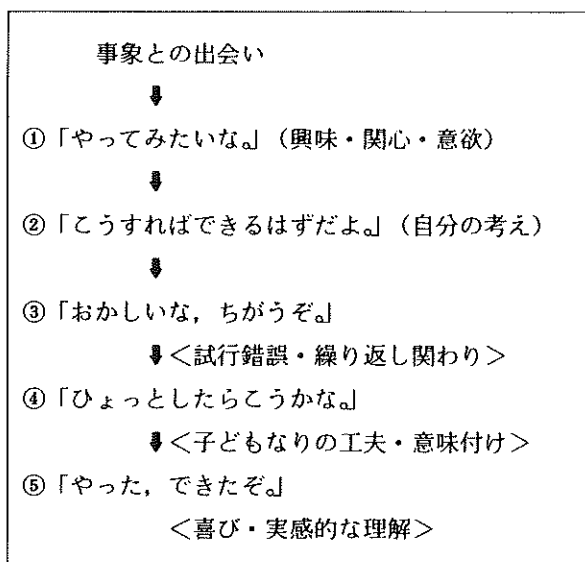 事象との出会い
⬇
①「やってみたいな。」(興味・関心・意欲)
⬇
②「こうすればできるはずだよ。」(自分の考え)
⬇
③「おかしいな,ちがうぞ。」
⬇<試行錯誤・繰り返し関わり>
④「ひょっとしたらこうかな。」
⬇<子どもなりの工夫・意味付け>
⑤「やった,できたぞ。」
<喜び・実感的な理解>